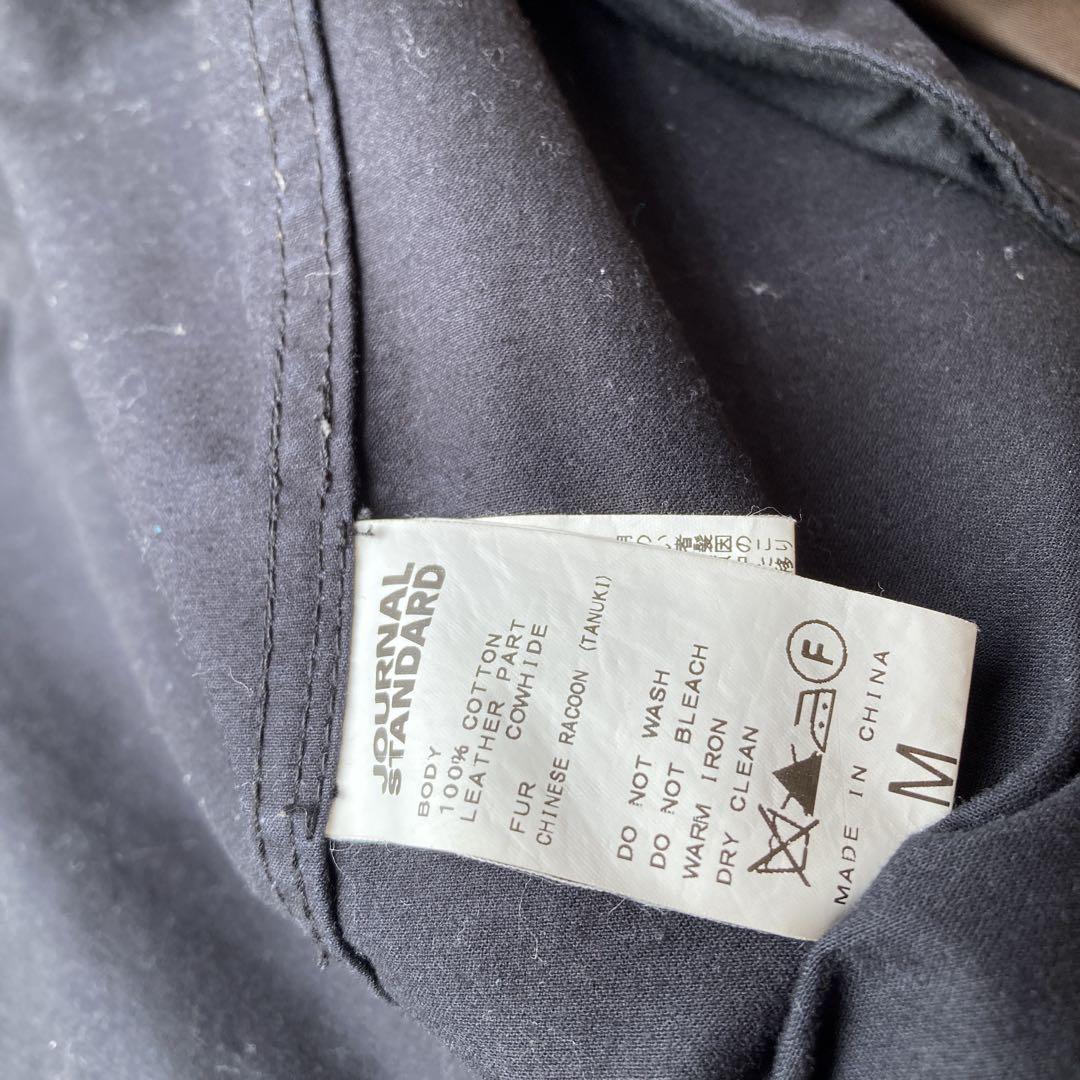 JOURNAL
STANDARD
BODY
100% COTTON
LEATHER PART
COWHIDE
FUR
CHINESE RACOON (TANUKI)
DO NOT WASH
DO NOT BLEACH
WARM IRON
DRY CLEAN
F
MADE IN CHINA
M